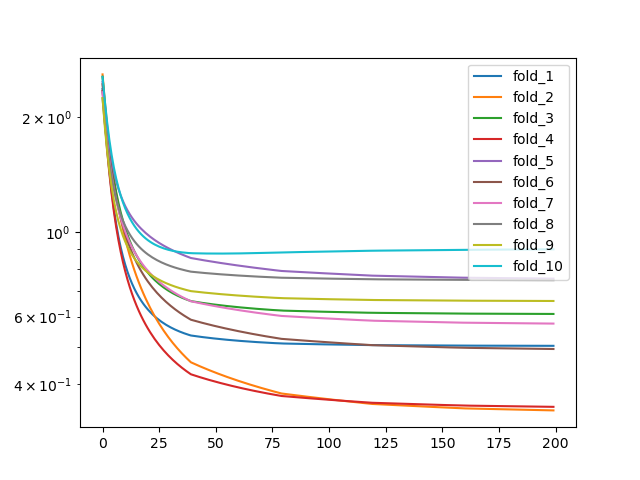 2 × 10⁰
10⁰
6 × 10⁻¹
4 × 10⁻¹
0 25 50 75 100 125 150 175 200
fold_1
fold_2
fold_3
fold_4
fold_5
fold_6
fold_7
fold_8
fold_9
fold_10